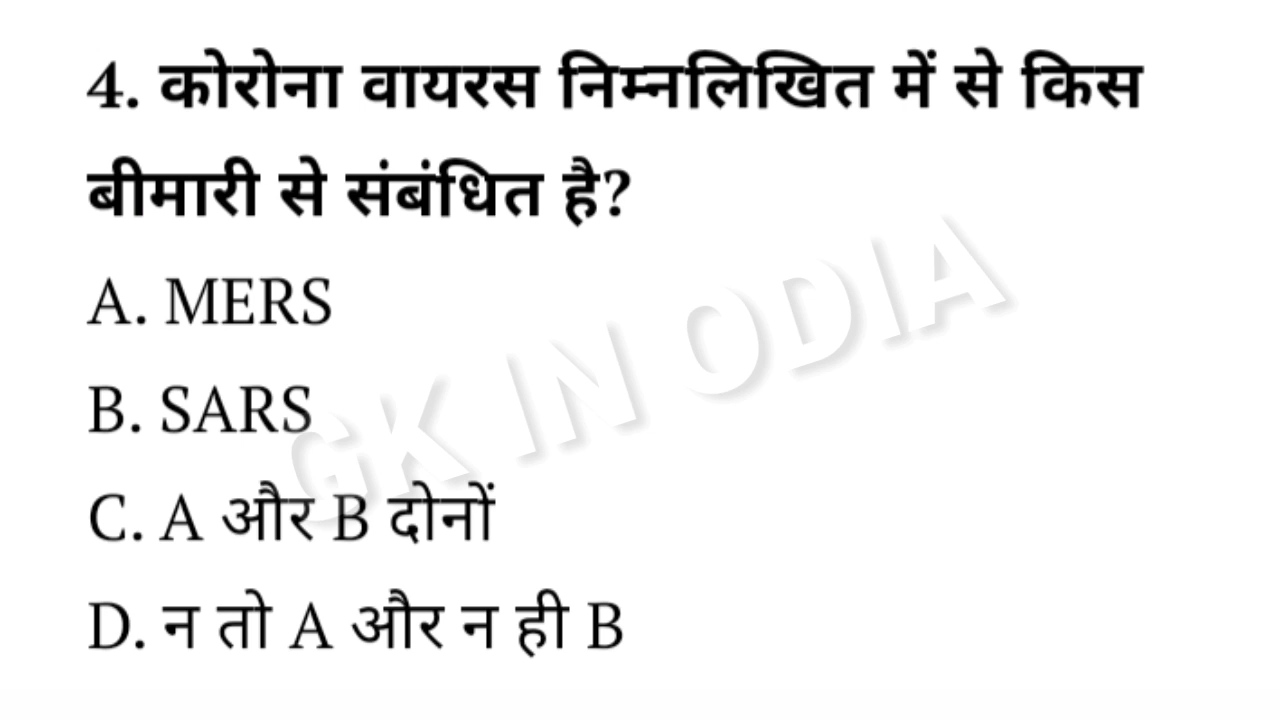 4. कोरोना वायरस निम्नलिखित में से किस
बीमारी से संबंधित है?
A. MERS
B. SARS
C. A और B दोनों
D. न तो A और न ही B
GK IN ODIA